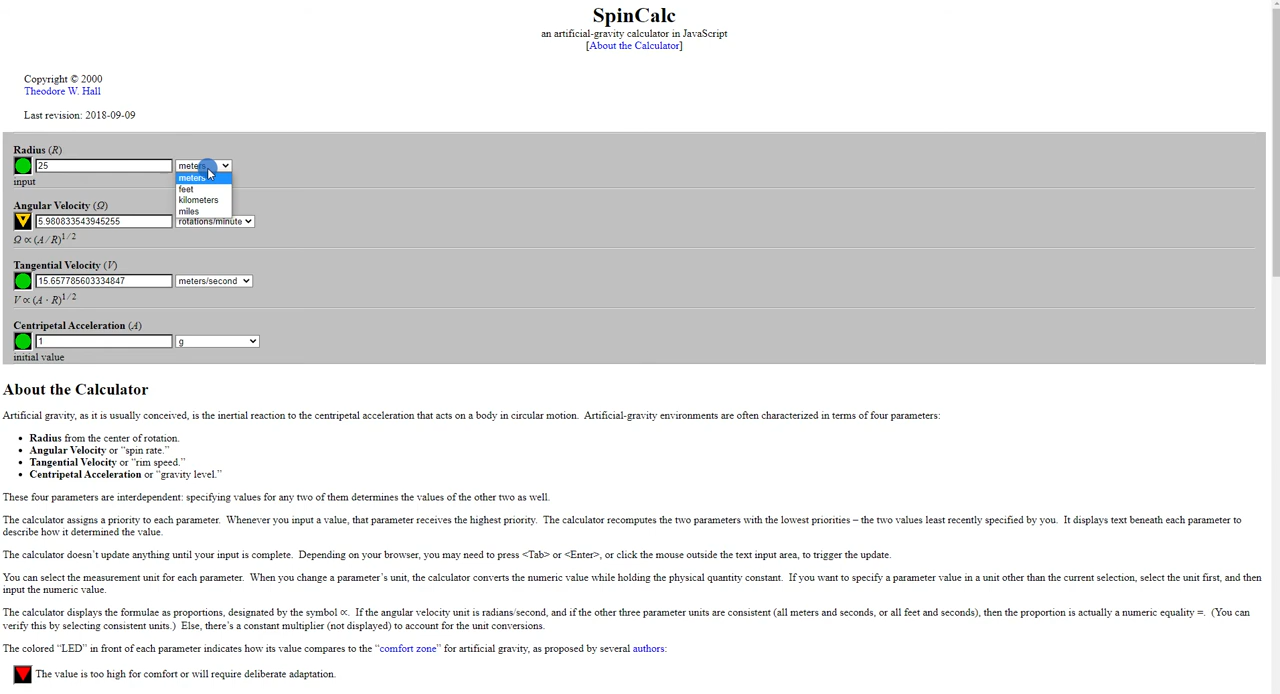 SpinCalc
an artificial-gravity calculator in JavaScript
[About the Calculator]
Copyright © 2000
Theodore W. Hall
Last revision: 2018-09-09
Radius (R)
25
meters
input
meters
feet
kilometers
miles
Angular Velocity (Ω)
5.980833543945255
rotations/minute
Ω ∝ (A/R)^1/2
Tangential Velocity (V)
15.657785603334847
meters/second
V ∝ (A · R)^1/2
Centripetal Acceleration (A)
1
g
initial value
About the Calculator
Artificial gravity, as it is usually conceived, is the inertial reaction to the centripetal acceleration that acts on a body in circular motion. Artificial-gravity environments are often characterized in terms of four parameters:
• Radius from the center of rotation.
• Angular Velocity or “spin rate.”
• Tangential Velocity or “rim speed.”
• Centripetal Acceleration or “gravity level.”
These four parameters are interdependent: specifying values for any two of them determines the values of the other two as well.
The calculator assigns a priority to each parameter. Whenever you input a value, that parameter receives the highest priority. The calculator recomputes the two parameters with the lowest priorities – the two values least recently specified by you. It displays text beneath each parameter to
describe how it determined the value.
The calculator doesn’t update anything until your input is complete. Depending on your browser, you may need to press <Tab> or <Enter>, or click the mouse outside the text input area, to trigger the update.
You can select the measurement unit for each parameter. When you change a parameter’s unit, the calculator converts the numeric value while holding the physical quantity constant. If you want to specify a parameter value in a unit other than the current selection, select the unit first, and then
input the numeric value.
The calculator displays the formulae as proportions, designated by the symbol ∝. If the angular velocity unit is radians/second, and if the other three parameter units are consistent (all meters and seconds, or all feet and seconds), then the proportion is actually a numeric equality =. (You can
verify this by selecting consistent units.) Else, there’s a constant multiplier (not displayed) to account for the unit conversions.
The colored “LED” in front of each parameter indicates how its value compares to the “comfort zone” for artificial gravity, as proposed by several authors:
The value is too high for comfort or will require deliberate adaptation.